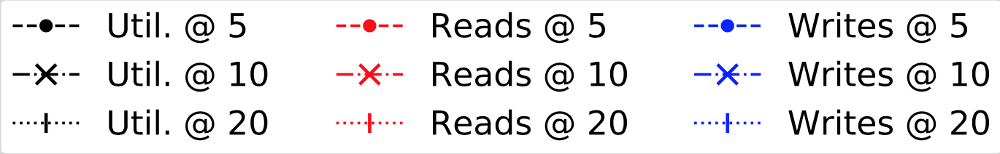 Util. @ 5 Reads @ 5 Writes @ 5
Util. @ 10 Reads @ 10 Writes @ 10
Util. @ 20 Reads @ 20 Writes @ 20